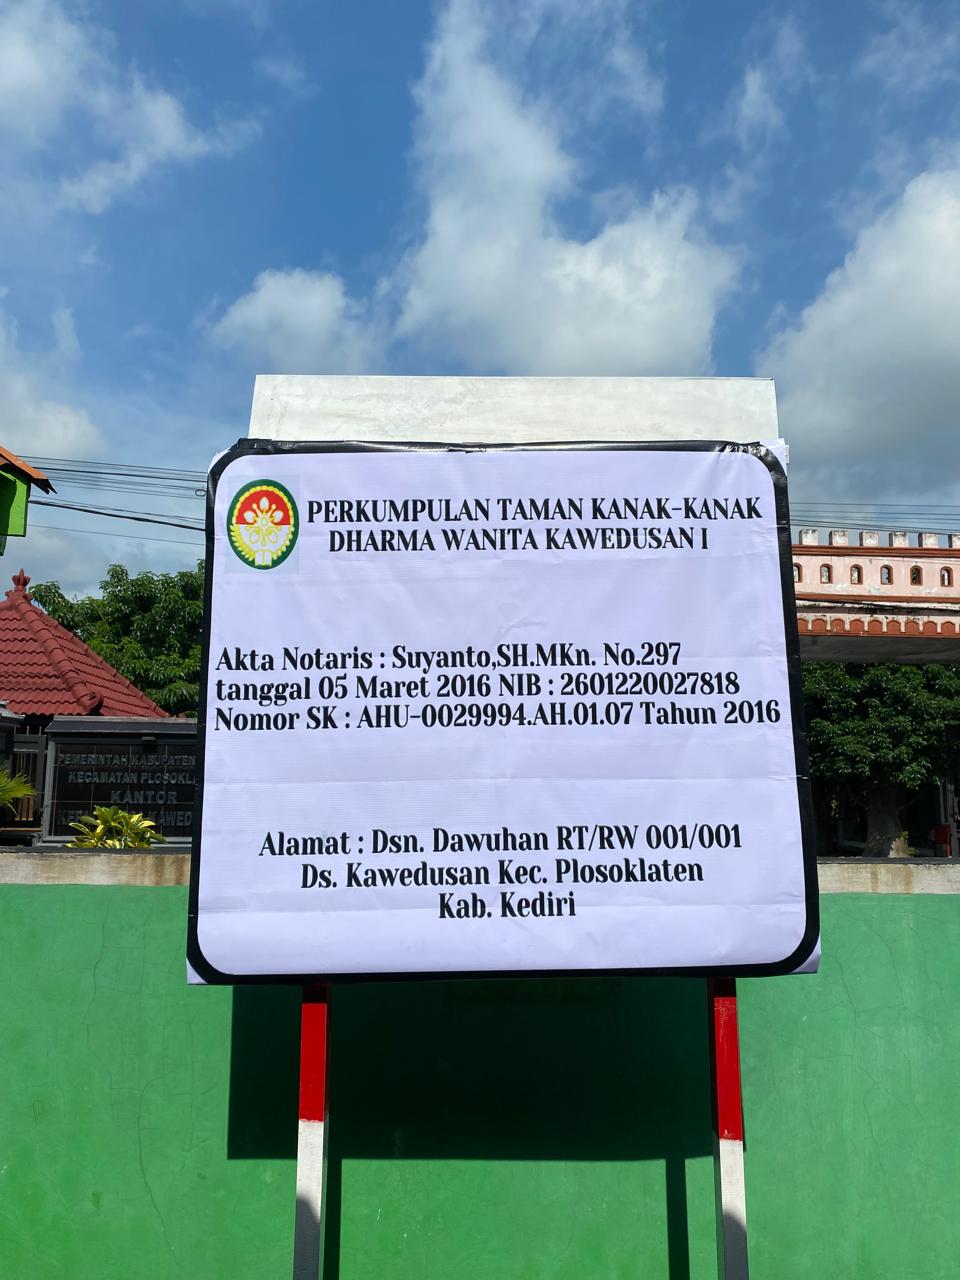 PERKUMPULAN TAMAN KANAK-KANAK
DHARMA WANITA KAWEDUSAN I
Akta Notaris : Suyanto,SH.MKn. No.297
tanggal 05 Maret 2016 NIB : 2601220027818
Nomor SK : AHU-0029994.AH.01.07 Tahun 2016
Alamat : Dsn. Dawuhan RT/RW 001/001
Ds. Kawedusan Kec. Plosoklaten
Kab. Kediri
PEMERINTAH KABUPATEN
KECAMATAN PLOSOKLA
KANTOR